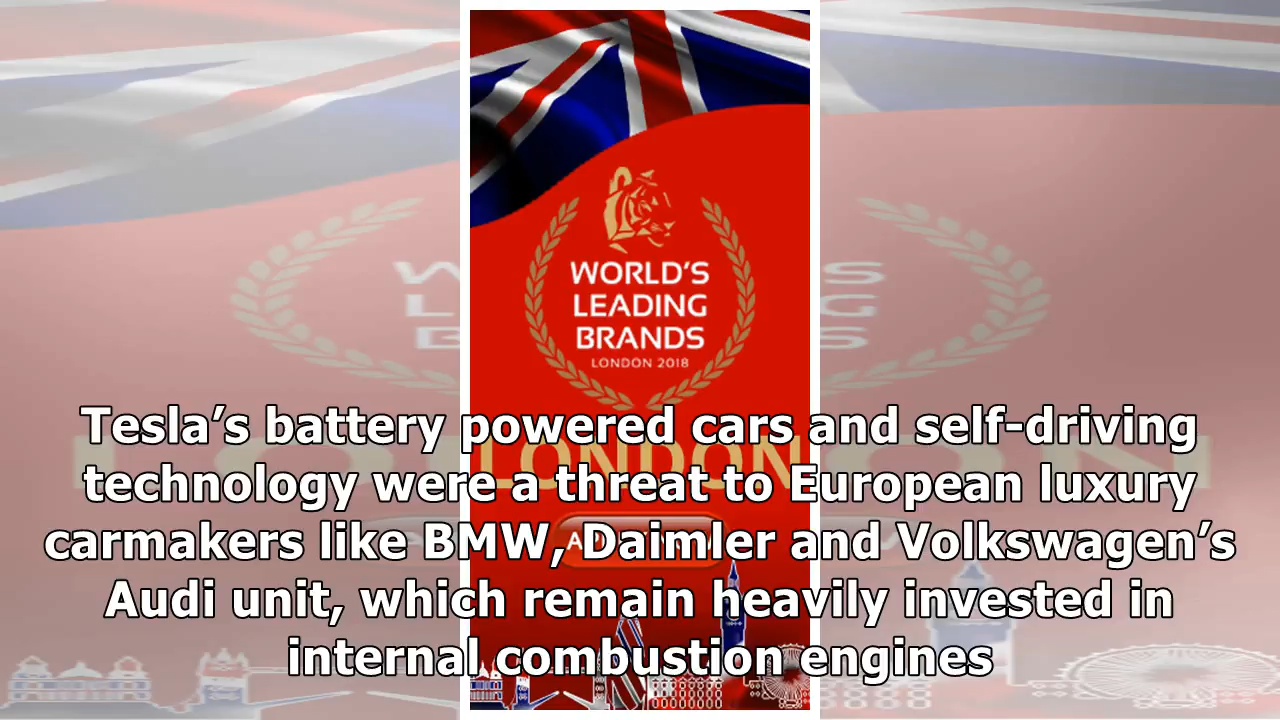 WORLD'S
LEADING
BRANDS
LONDON 2018
LONDON
Tesla’s battery powered cars and self-driving
technology were a threat to European luxury
carmakers like BMW, Daimler and Volkswagen’s
Audi unit, which remain heavily invested in
internal combustion engines